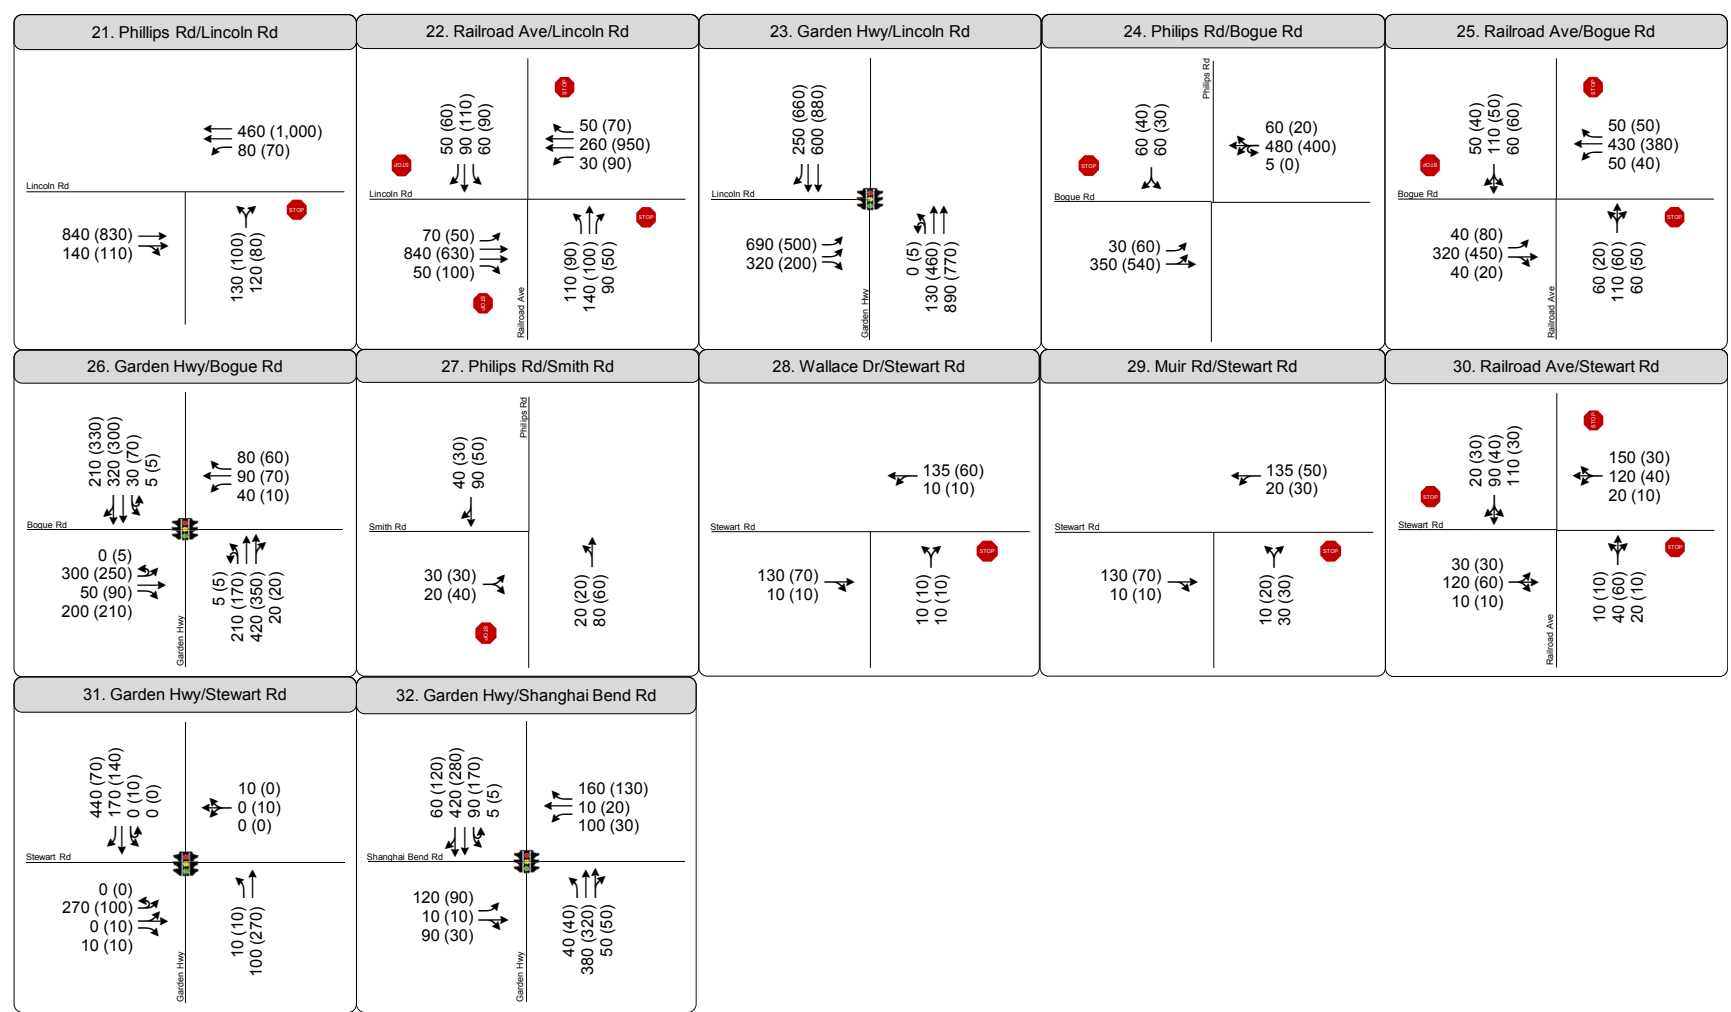 21. Phillips Rd/Lincoln Rd
460 (1,000)
80 (70)
Lincoln Rd
STOP
840 (830)
140 (110)
130 (100)
120 (80)
22. Railroad Ave/Lincoln Rd
STOP
50 (60)
90 (110)
60 (90)
50 (70)
260 (950)
30 (90)
STOP
Lincoln Rd
STOP
70 (50)
840 (630)
50 (100)
110 (90)
140 (100)
90 (50)
STOP
Railroad Ave
23. Garden Hwy/Lincoln Rd
250 (660)
600 (880)
Lincoln Rd
690 (500)
320 (200)
0 (5)
130 (460)
890 (770)
Garden Hwy
24. Philips Rd/Bogue Rd
Phillips Rd
60 (40)
60 (30)
60 (20)
480 (400)
5 (0)
STOP
Bogue Rd
30 (60)
350 (540)
25. Railroad Ave/Bogue Rd
STOP
50 (40)
110 (50)
60 (60)
50 (50)
430 (380)
50 (40)
STOP
Bogue Rd
STOP
40 (80)
320 (450)
40 (20)
60 (20)
110 (60)
60 (50)
Railroad Ave
26. Garden Hwy/Bogue Rd
210 (330)
320 (300)
30 (70)
5 (5)
80 (60)
90 (70)
40 (10)
Bogue Rd
0 (5)
300 (250)
50 (90)
200 (210)
5 (5)
210 (170)
420 (350)
20 (20)
Garden Hwy
27. Philips Rd/Smith Rd
Phillips Rd
40 (30)
90 (50)
Smith Rd
30 (30)
20 (40)
20 (20)
80 (60)
STOP
28. Wallace Dr/Stewart Rd
135 (60)
10 (10)
Stewart Rd
STOP
130 (70)
10 (10)
10 (10)
10 (10)
29. Muir Rd/Stewart Rd
135 (50)
20 (30)
Stewart Rd
STOP
130 (70)
10 (10)
10 (20)
30 (30)
30. Railroad Ave/Stewart Rd
STOP
20 (30)
90 (40)
110 (30)
150 (30)
120 (40)
20 (10)
STOP
Stewart Rd
STOP
30 (30)
120 (60)
10 (10)
10 (10)
40 (60)
20 (10)
Railroad Ave
31. Garden Hwy/Stewart Rd
440 (70)
170 (140)
0 (10)
0 (0)
10 (0)
0 (10)
0 (0)
Stewart Rd
0 (0)
270 (100)
0 (10)
10 (10)
10 (10)
100 (270)
Garden Hwy
32. Garden Hwy/Shanghai Bend Rd
60 (120)
420 (280)
90 (170)
5 (5)
160 (130)
10 (20)
100 (30)
Shanghai Bend Rd
120 (90)
10 (10)
90 (30)
40 (40)
380 (320)
50 (50)
Garden Hwy